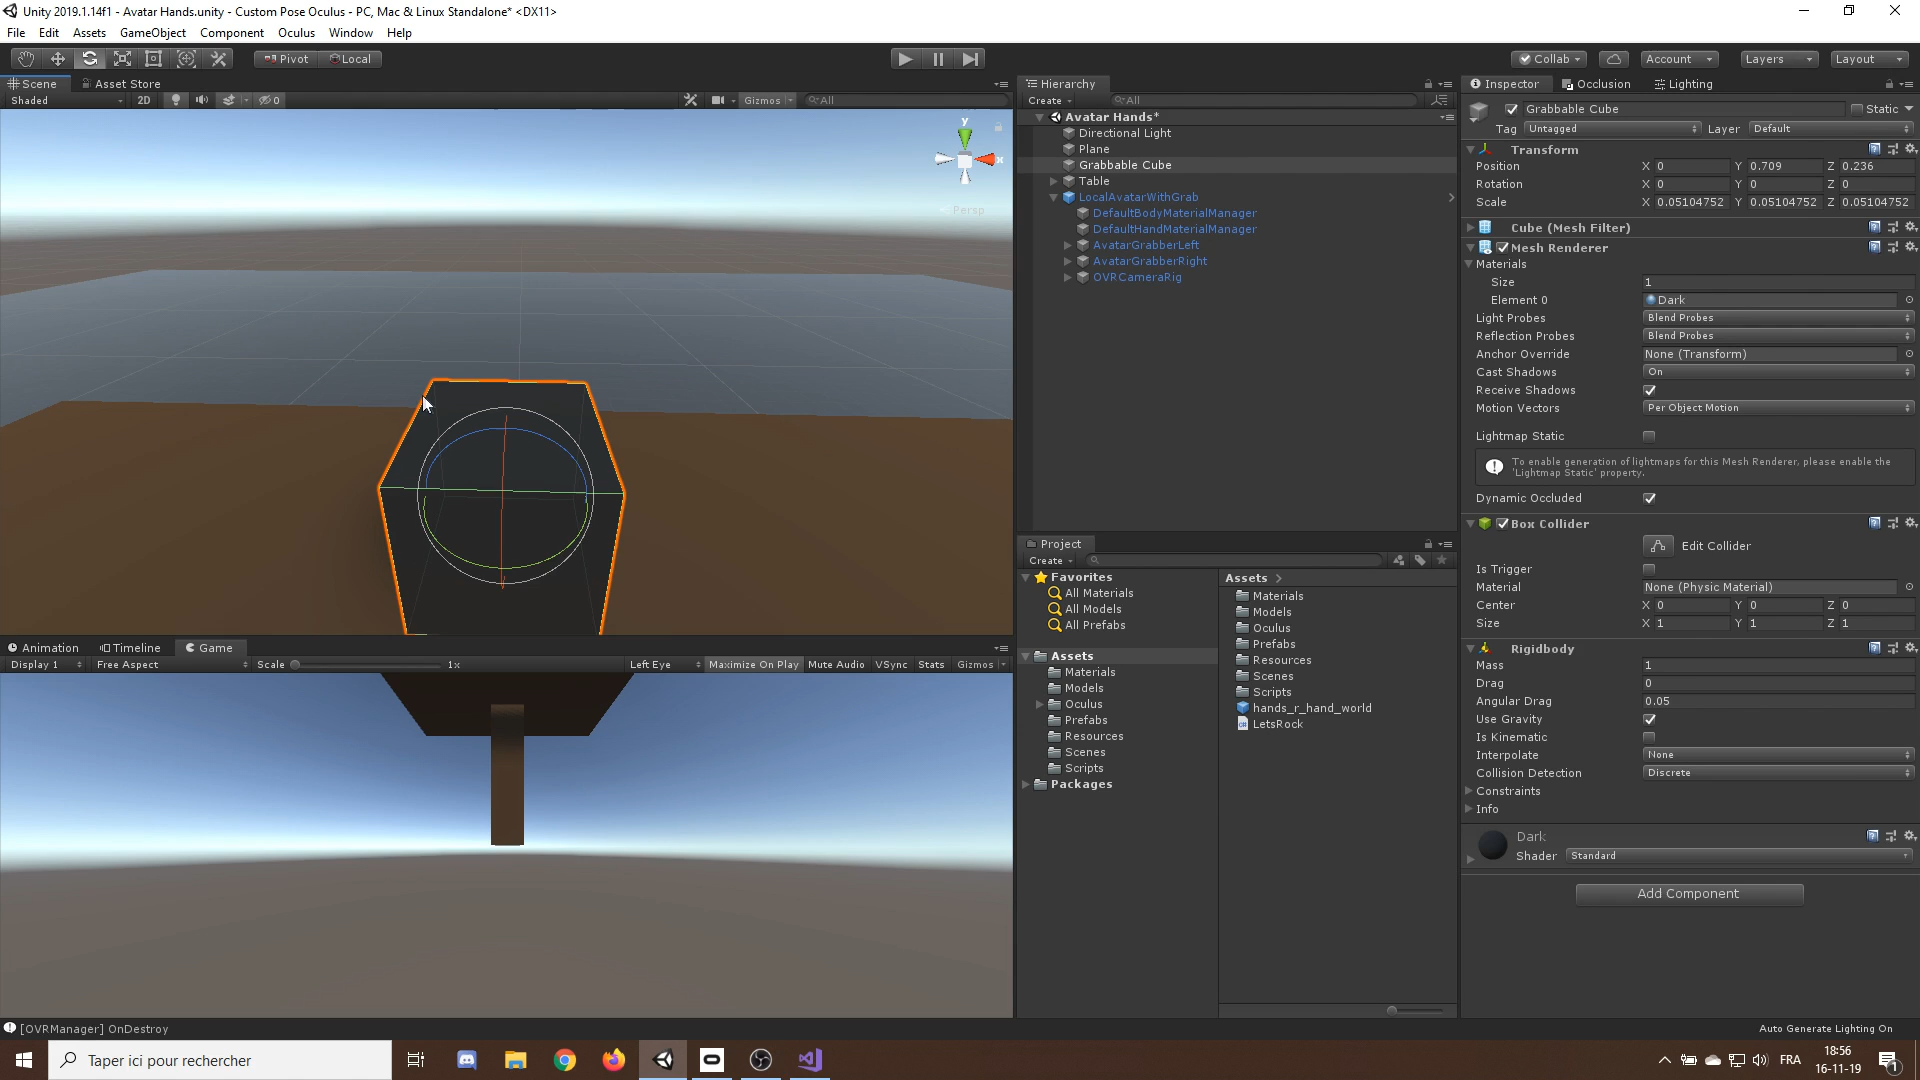 Unity 2019.1.14f1 - Avatar Hands.unity - Custom Pose Oculus - PC, Mac & Linux Standalone* <DX11>
File Edit Assets GameObject Component Oculus Window Help
Pivot Local Collab Account Layers Layout
Scene Asset Store
Shaded 2D 0 Gizmos All
y
x
Persp
Hierarchy
Create All
Avatar Hands*
Directional Light
Plane
Grabbable Cube
Table
LocalAvatarWithGrab
DefaultBodyMaterialManager
DefaultHandMaterialManager
AvatarGrabberLeft
AvatarGrabberRight
OVRCameraRig
Inspector Occlusion Lighting
Grabbable Cube Static
Tag Untagged Layer Default
Transform
Position X 0 Y 0.709 Z 0.236
Rotation X 0 Y 0 Z 0
Scale X 0.05104752 Y 0.05104752 Z 0.05104752
Cube (Mesh Filter)
Mesh Renderer
Materials
Size 1
Element 0 Dark
Light Probes Blend Probes
Reflection Probes Blend Probes
Anchor Override None (Transform)
Cast Shadows On
Receive Shadows
Motion Vectors Per Object Motion
Lightmap Static
To enable generation of lightmaps for this Mesh Renderer, please enable the
'Lightmap Static' property.
Dynamic Occluded
Box Collider
Edit Collider
Is Trigger
Material None (Physic Material)
Center X 0 Y 0 Z 0
Size X 1 Y 1 Z 1
Rigidbody
Mass 1
Drag 0
Angular Drag 0.05
Use Gravity
Is Kinematic
Interpolate None
Collision Detection Discrete
Constraints
Info
Dark
Shader Standard
Add Component
Project
Create
Favorites
All Materials
All Models
All Prefabs
Assets
Materials
Models
Oculus
Prefabs
Resources
Scenes
Scripts
Packages
Assets
Materials
Models
Oculus
Prefabs
Resources
Scenes
Scripts
hands_r_hand_world
LetsRock
Animation Timeline Game
Display 1 Free Aspect Scale 1x Left Eye Maximize On Play Mute Audio VSync Stats Gizmos
[OVRManager] OnDestroy
Auto Generate Lighting On
Taper ici pour rechercher
FRA
18:56
16-11-19
1